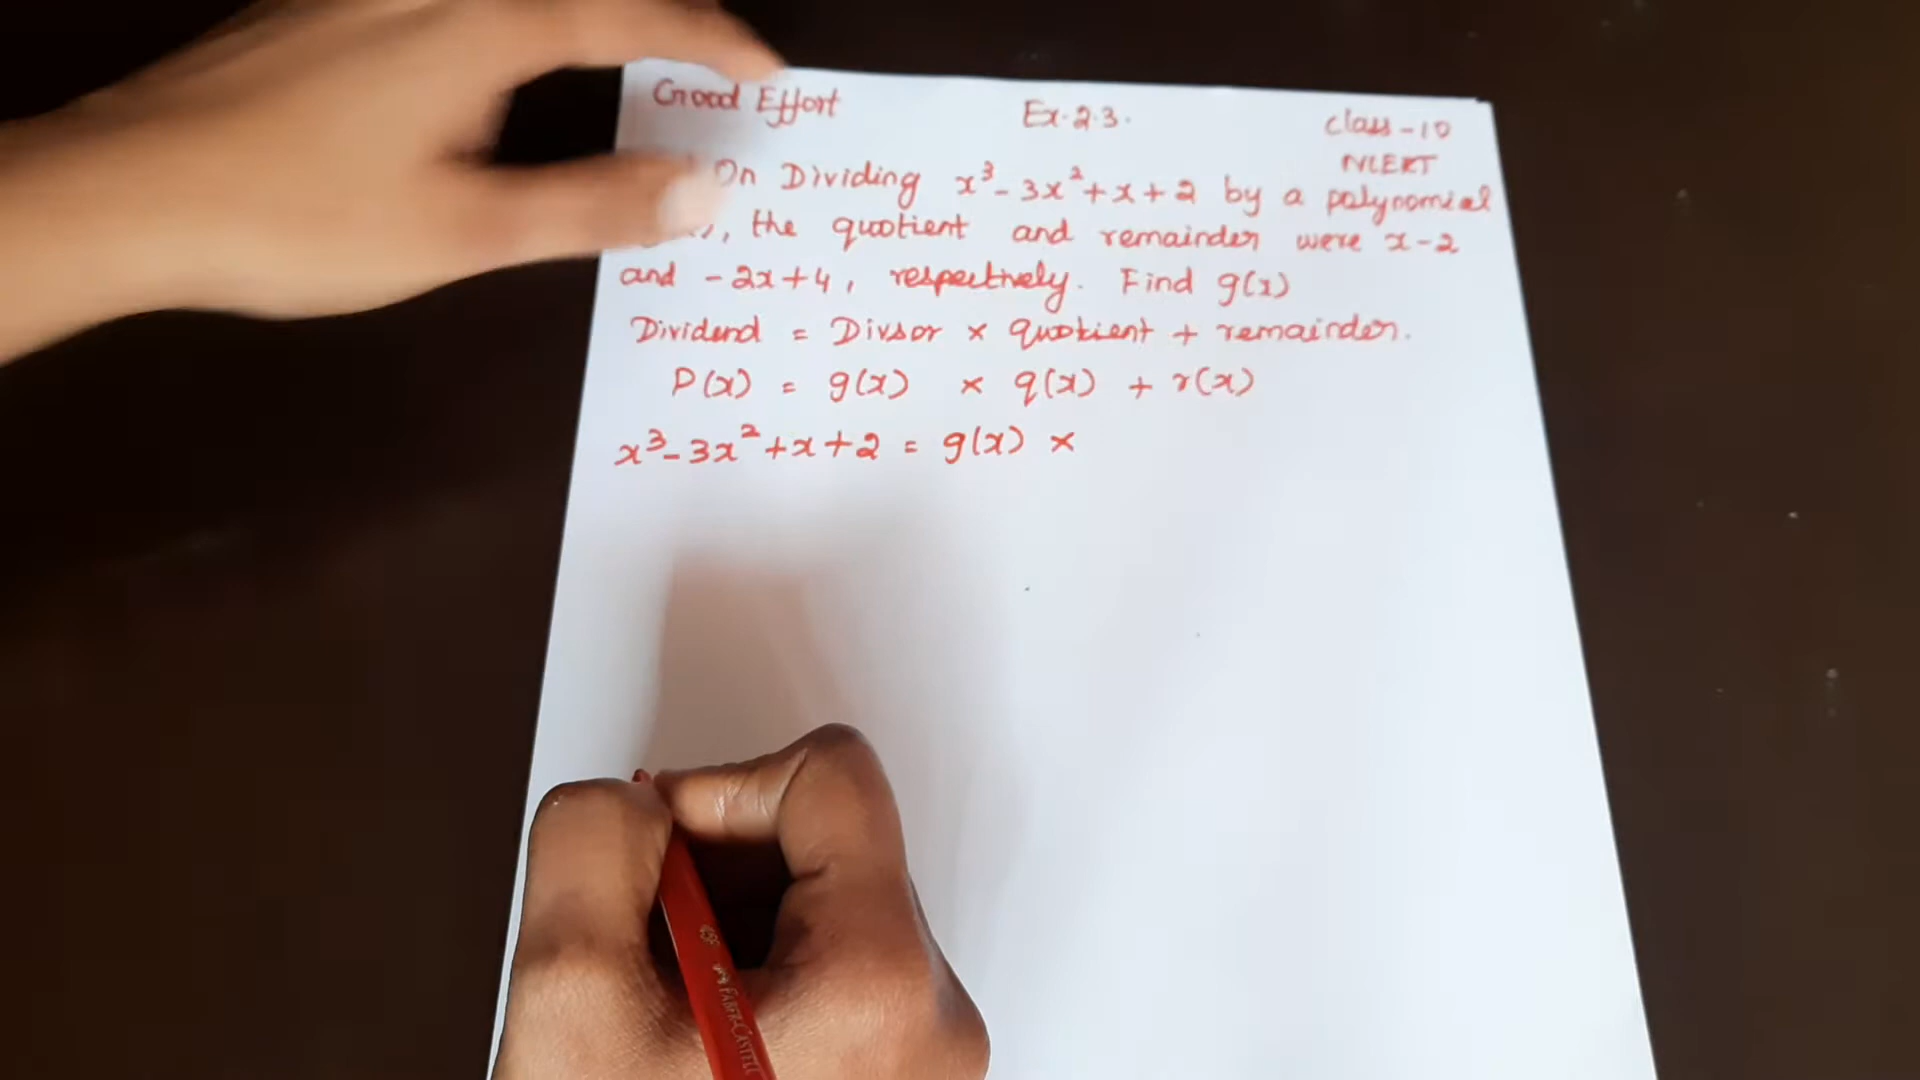 Good Effort Ex. 2.3. Class-10
NCERT
On Dividing x³-3x²+x+2 by a polynomial
, the quotient and remainder were x-2
and -2x+4, respectively. Find g(x)
Dividend = Divsor × quotient + remainder.
P(x) = g(x) × q(x) + r(x)
x³-3x²+x+2 = g(x) ×
FABER-CASTELL